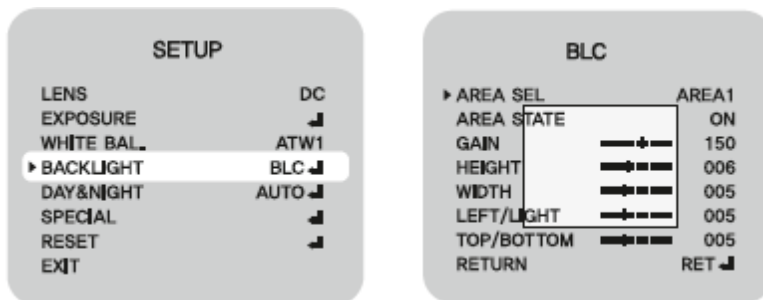 SETUP
LENS DC
EXPOSURE
WHITE BAL. ATW1
BACKLIGHT BLC
DAY&NIGHT AUTO
SPECIAL
RESET
EXIT
BLC
AREA SEL AREA1
AREA STATE ON
GAIN 150
HEIGHT 006
WIDTH 005
LEFT/LIGHT 005
TOP/BOTTOM 005
RETURN RET